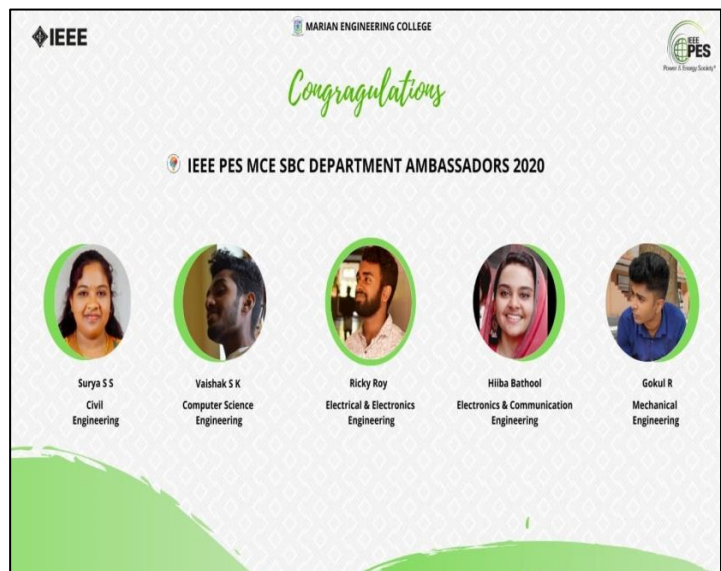 IEEE
MARIAN ENGINEERING COLLEGE
IEEE
PES
Power & Energy Society®
Congragulations
IEEE PES MCE SBC DEPARTMENT AMBASSADORS 2020
Surya S S
Civil
Engineering
Vaishak S K
Computer Science
Engineering
Ricky Roy
Electrical & Electronics
Engineering
Hiiba Bathool
Electronics & Communication
Engineering
Gokul R
Mechanical
Engineering